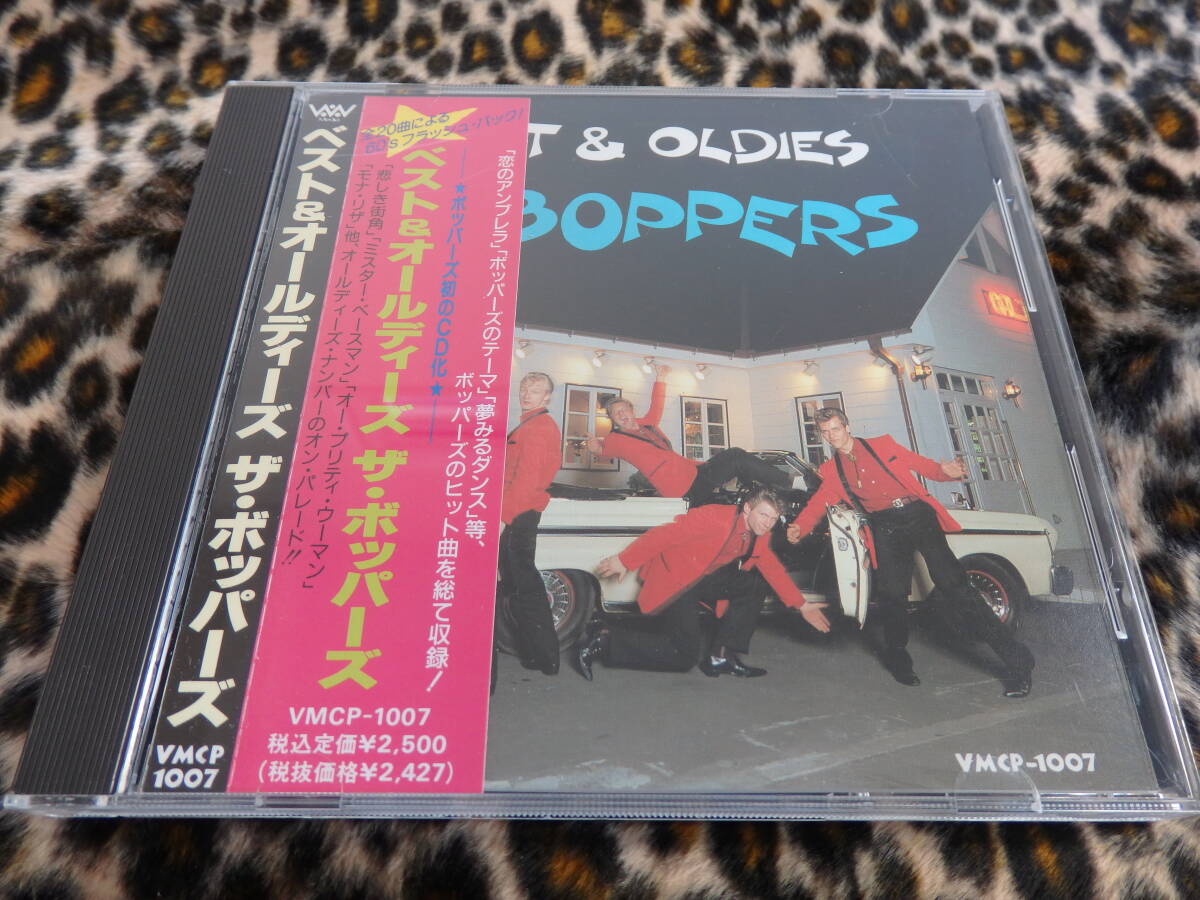 T & OLDIES
BOPPERS
VMCP-1007
「恋のアンブレラ」「ボッパーズのテーマ」「夢みるダンス」等、
ボッパーズのヒット曲を総て収録!
★ボッパーズ初のCD化★
全20曲による
60'sフラッシュ・バック!
ベスト&オールディーズ ザ・ボッパーズ
「悲しき街角」「ミスター・ベースマン」「オー・プリティ・ウーマン」
「モナ・リザ」他、オールディーズ・ナンバーのオン・パレード!!
VMCP-1007
税込定価¥2,500
(税抜価格¥2,427)
ベスト&オールディーズ ザ・ボッパーズ
VMCP
1007